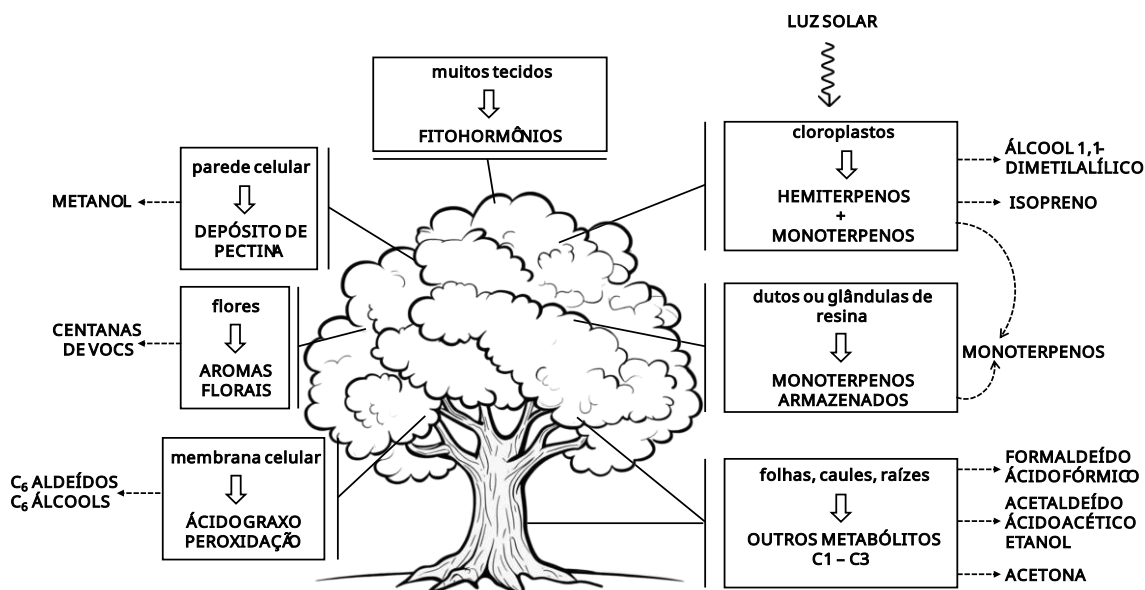 LUZ SOLAR
muitos tecidos
FITOHORMÔNIOS
parede celular
DEPÓSITO DE
PECTINA
METANOL
flores
AROMAS
FLORAIS
CENTANAS
DE VOCS
membrana celular
ÁCIDO GRAXO
PEROXIDAÇÃO
C₆ ALDEÍDOS
C₆ ÁLCOOLS
cloroplastos
HEMITERPENOS
+
MONOTERPENOS
ÁLCOOL 1,1-
DIMETILALÍLICO
ISOPRENO
dutos ou glândulas de
resina
MONOTERPENOS
ARMAZENADOS
MONOTERPENOS
folhas, caules, raízes
OUTROS METABÓLITOS
C1 – C3
FORMALDEÍDO
ÁCIDO FÓRMICO
ACETALDEÍDO
ÁCIDO ACÉTICO
ETANOL
ACETONA